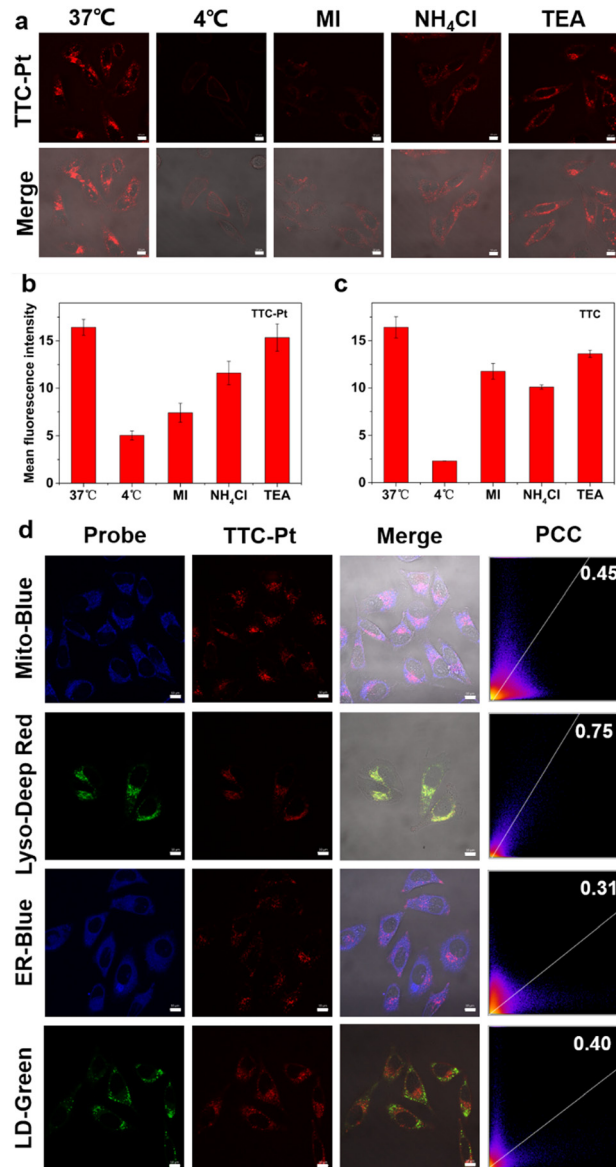 a
37℃ 4℃ MI NH₄Cl TEA
TTC-Pt
Merge
b
c
Mean fluorescence intensity
15
10
5
0
TTC-Pt
37℃ 4℃ MI NH₄Cl TEA
15
10
5
0
TTC
37℃ 4℃ MI NH₄Cl TEA
d
Probe TTC-Pt Merge PCC
Mito-Blue
0.45
Lyso-Deep Red
0.75
ER-Blue
0.31
LD-Green
0.40